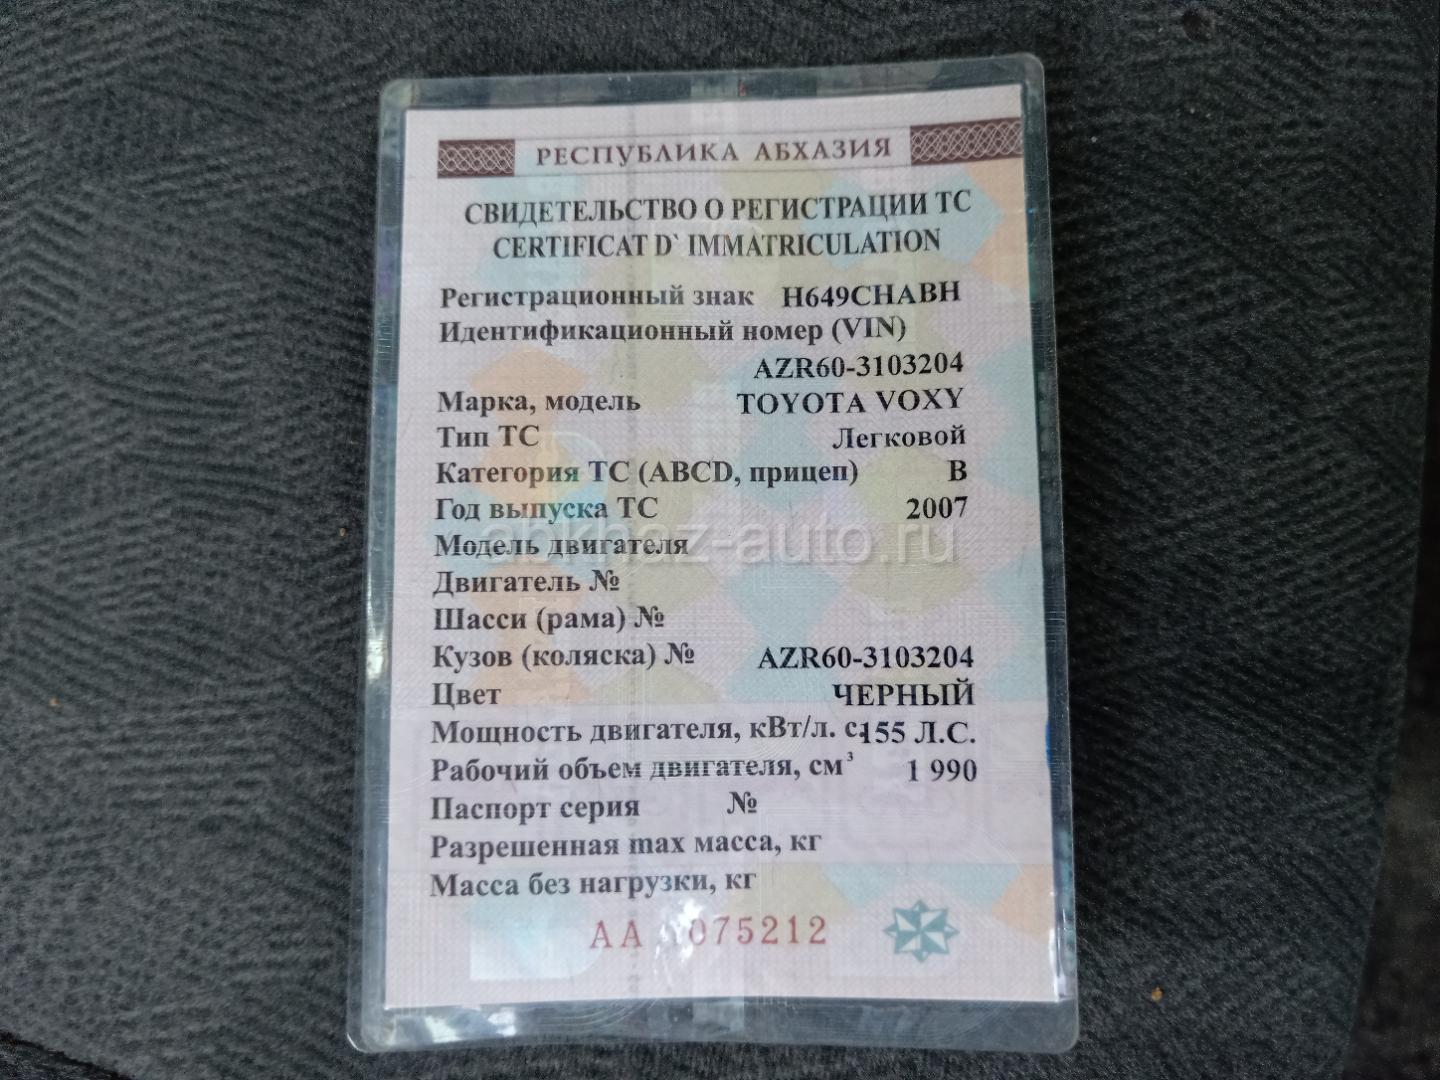 РЕСПУБЛИКА АБХАЗИЯ
СВИДЕТЕЛЬСТВО О РЕГИСТРАЦИИ ТС
CERTIFICAT D` IMMATRICULATION
Регистрационный знак Н649СНАВН
Идентификационный номер (VIN)
AZR60-3103204
Марка, модель TOYOTA VOXY
Тип ТС Легковой
Категория ТС (ABCD, прицеп) B
Год выпуска ТС 2007
abkhaz-auto.ru
Модель двигателя
Двигатель №
Шасси (рама) №
Кузов (коляска) № AZR60-3103204
Цвет ЧЕРНЫЙ
Мощность двигателя, кВт/л. с. 155 Л.С.
Рабочий объем двигателя, см³ 1 990
Паспорт серия №
Разрешенная max масса, кг
Масса без нагрузки, кг
АА 075212